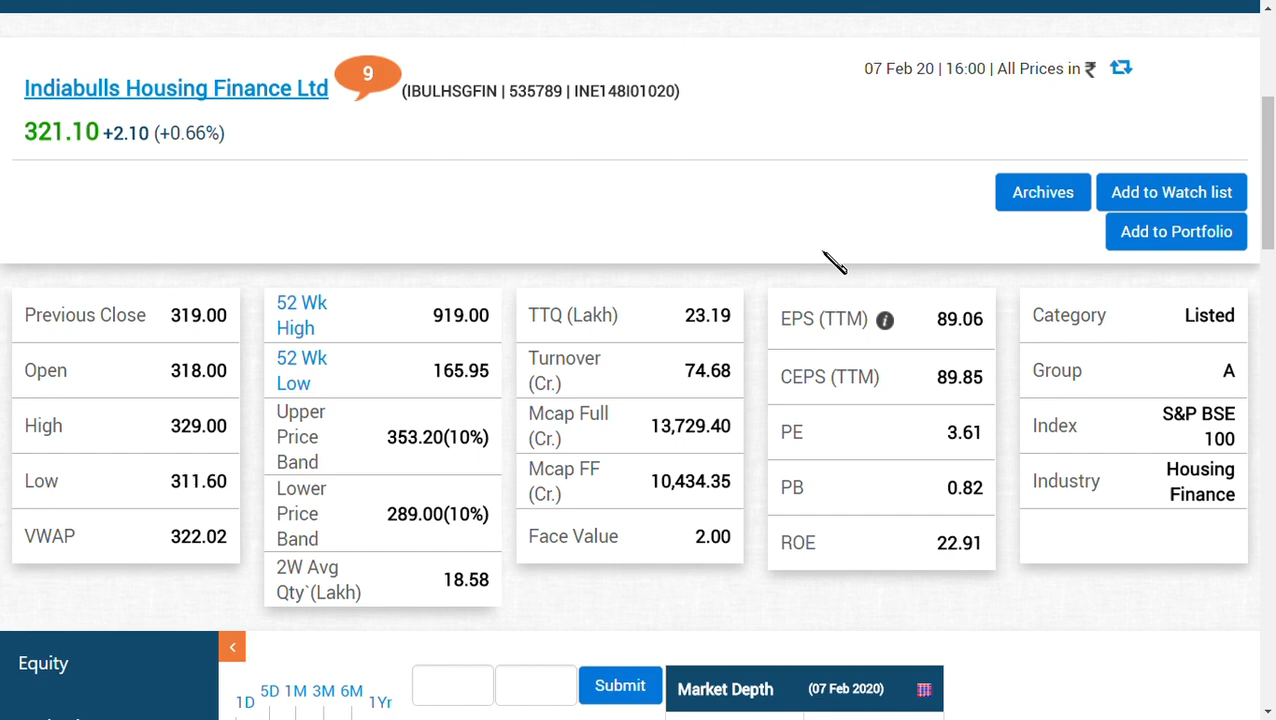 Indiabulls Housing Finance Ltd
9
(IBULHSGFIN | 535789 | INE148I01020)
07 Feb 20 | 16:00 | All Prices in ₹
321.10 +2.10 (+0.66%)
Archives
Add to Watch list
Add to Portfolio
Previous Close 319.00
Open 318.00
High 329.00
Low 311.60
VWAP 322.02
52 Wk
High
919.00
52 Wk
Low
165.95
Upper
Price
Band
353.20(10%)
Lower
Price
Band
289.00(10%)
2W Avg
Qty`(Lakh)
18.58
TTQ (Lakh) 23.19
Turnover
(Cr.)
74.68
Mcap Full
(Cr.)
13,729.40
Mcap FF
(Cr.)
10,434.35
Face Value 2.00
EPS (TTM) i 89.06
CEPS (TTM) 89.85
PE 3.61
PB 0.82
ROE 22.91
Category Listed
Group A
Index
S&P BSE
100
Industry
Housing
Finance
Equity
<
1D 5D 1M 3M 6M 1Yr
Submit
Market Depth (07 Feb 2020)